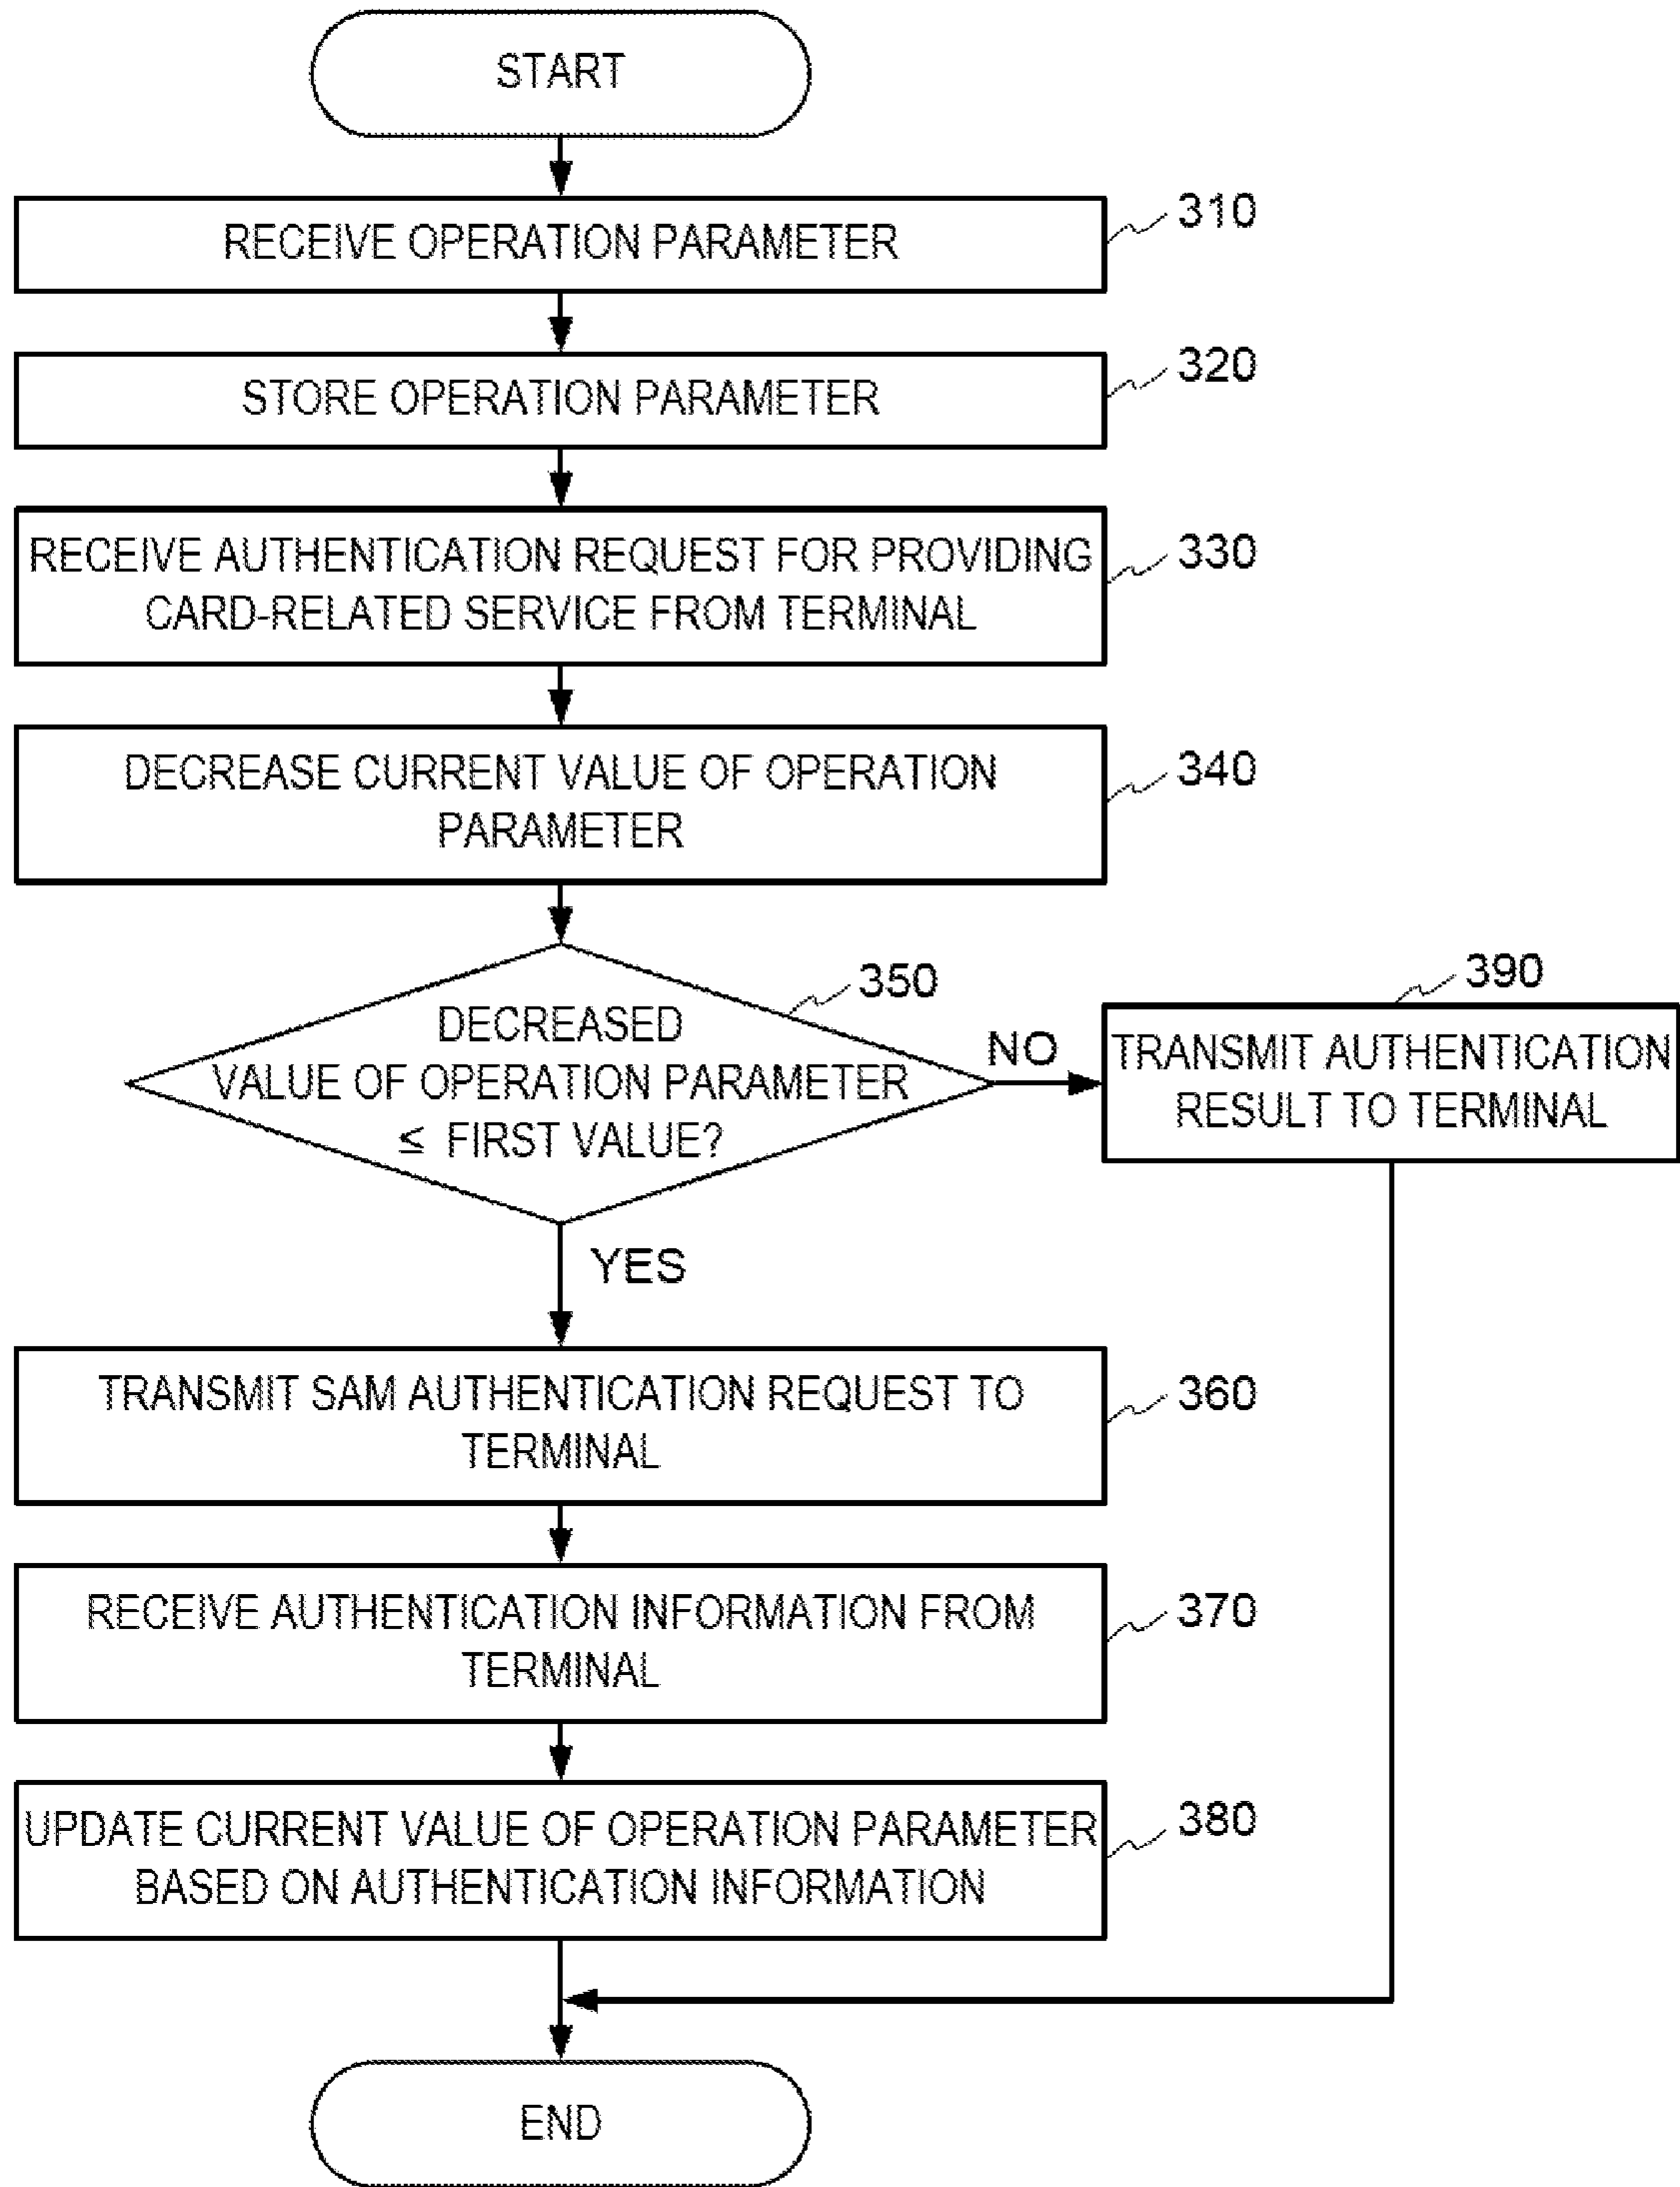 START
RECEIVE OPERATION PARAMETER
310
STORE OPERATION PARAMETER
320
RECEIVE AUTHENTICATION REQUEST FOR PROVIDING
CARD-RELATED SERVICE FROM TERMINAL
330
DECREASE CURRENT VALUE OF OPERATION
PARAMETER
340
DECREASED
VALUE OF OPERATION PARAMETER
≤ FIRST VALUE?
350
NO
390
TRANSMIT AUTHENTICATION
RESULT TO TERMINAL
YES
TRANSMIT SAM AUTHENTICATION REQUEST TO
TERMINAL
360
RECEIVE AUTHENTICATION INFORMATION FROM
TERMINAL
370
UPDATE CURRENT VALUE OF OPERATION PARAMETER
BASED ON AUTHENTICATION INFORMATION
380
END